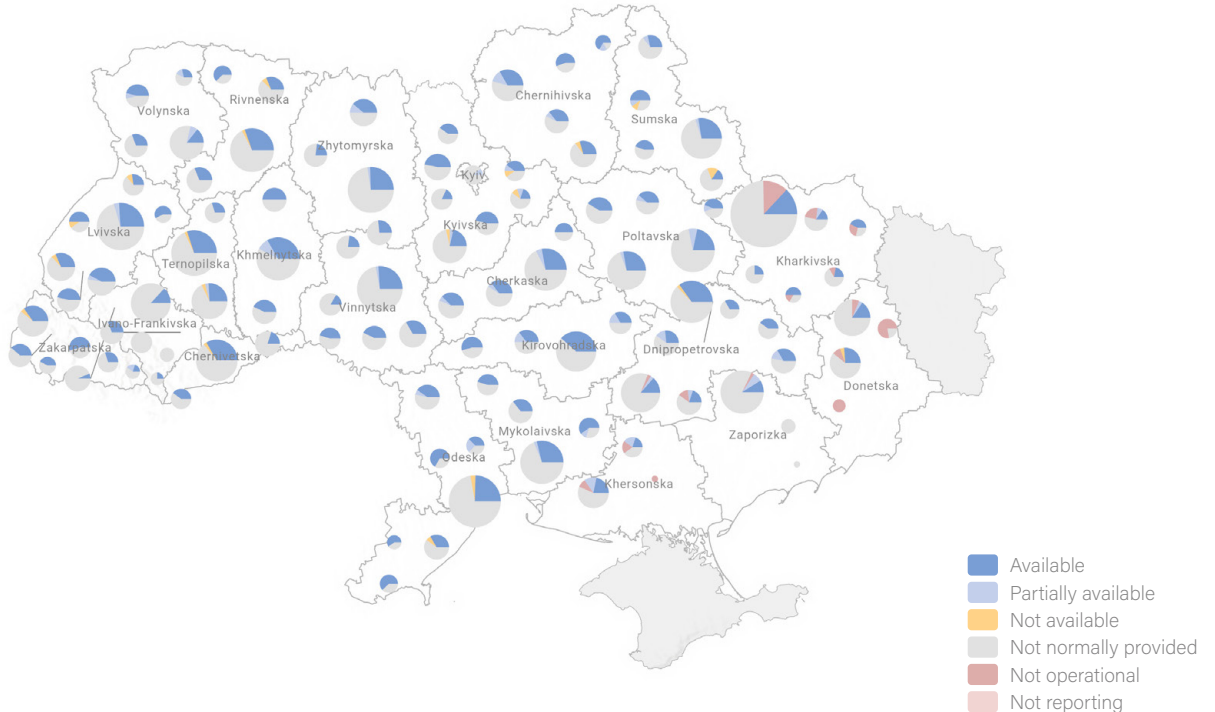 Chernihivska
Rivnenska
Volynska
Sumska
Zhytomyrska
Kyiv
Kyivska
Lvivska
Poltavska
Khmelnytska
Ternopilska
Kharkivska
Cherkaska
Vinnytska
Ivano-Frankivska
Kirovohradska
Zakarpatska
Chernivetska
Dnipropetrovska
Donetska
Mykolaivska
Zaporizka
Odeska
Khersonska
Available
Partially available
Not available
Not normally provided
Not operational
Not reporting